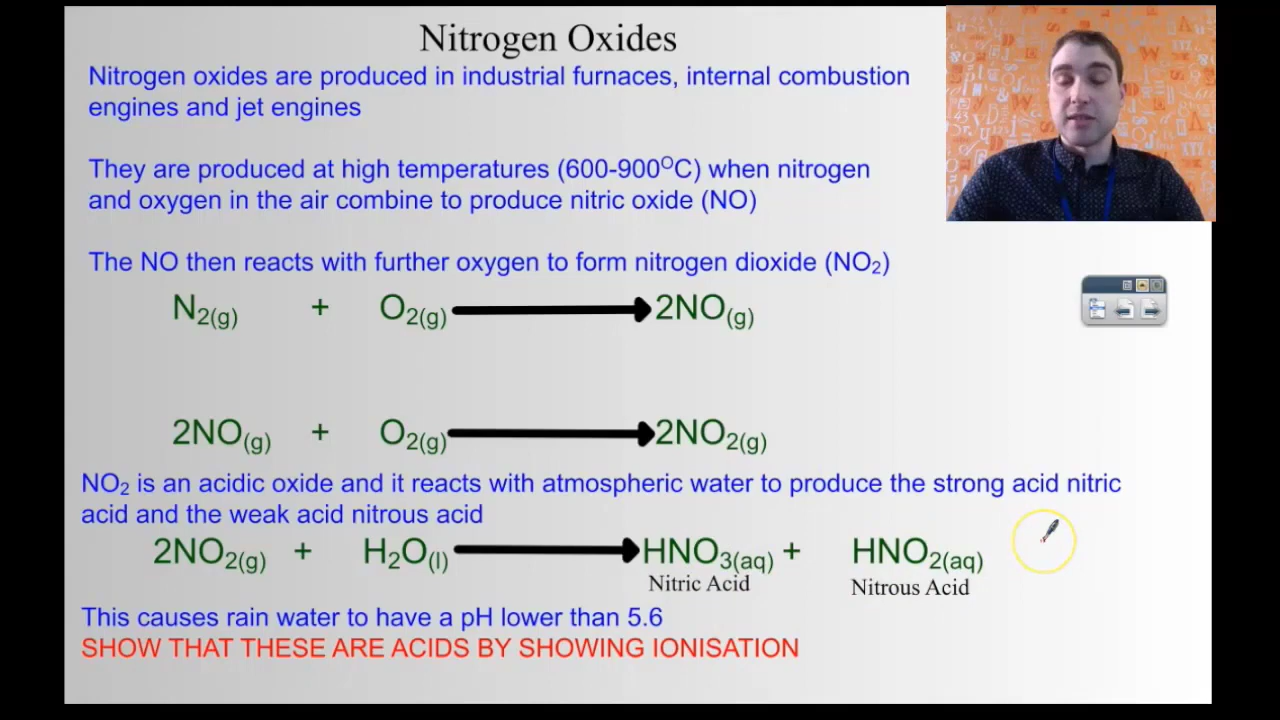 Nitrogen Oxides
Nitrogen oxides are produced in industrial furnaces, internal combustion
engines and jet engines
They are produced at high temperatures (600-900ᴼC) when nitrogen
and oxygen in the air combine to produce nitric oxide (NO)
The NO then reacts with further oxygen to form nitrogen dioxide (NO₂)
N₂(g) + O₂(g) → 2NO(g)
2NO(g) + O₂(g) → 2NO₂(g)
NO₂ is an acidic oxide and it reacts with atmospheric water to produce the strong acid nitric
acid and the weak acid nitrous acid
2NO₂(g) + H₂O(l) → HNO₃(aq) + HNO₂(aq)
Nitric Acid Nitrous Acid
This causes rain water to have a pH lower than 5.6
SHOW THAT THESE ARE ACIDS BY SHOWING IONISATION